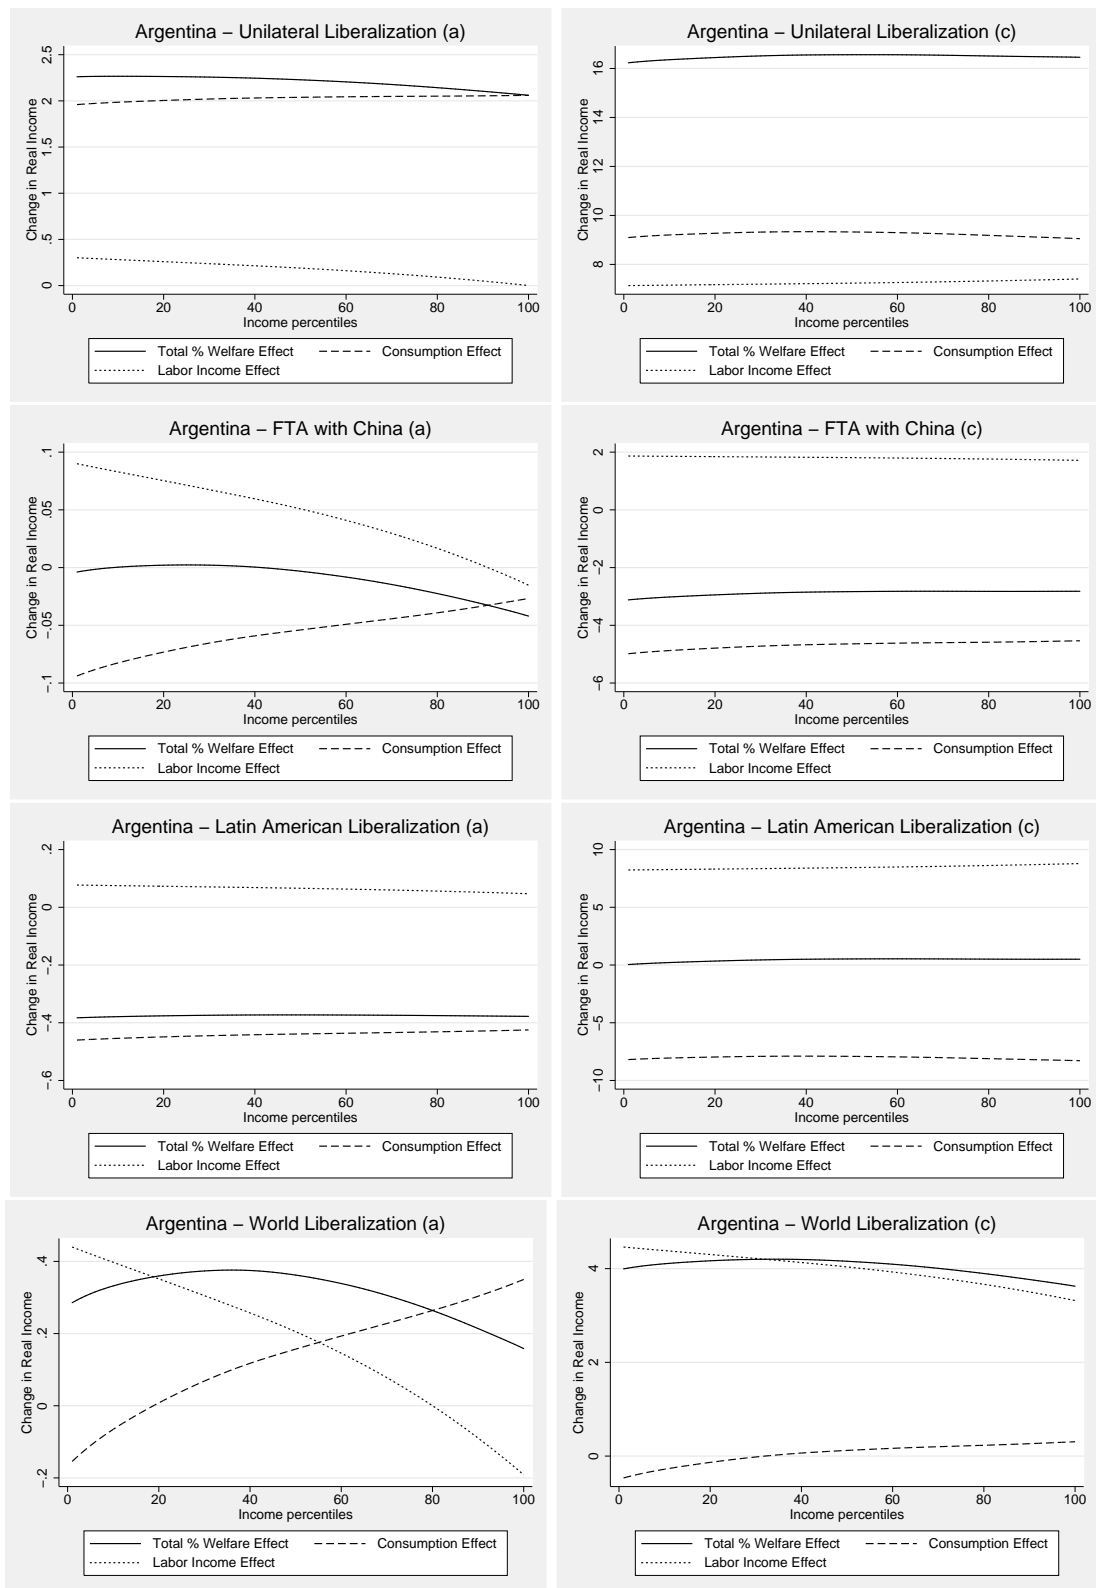 Argentina – Unilateral Liberalization (a)
Change in Real Income
0 .5 1 1.5 2 2.5
0 20 40 60 80 100
Income percentiles
Total % Welfare Effect Consumption Effect
Labor Income Effect
Argentina – Unilateral Liberalization (c)
Change in Real Income
8 10 12 14 16
0 20 40 60 80 100
Income percentiles
Total % Welfare Effect Consumption Effect
Labor Income Effect
Argentina – FTA with China (a)
Change in Real Income
–.1 –.05 0 .05 .1
0 20 40 60 80 100
Income percentiles
Total % Welfare Effect Consumption Effect
Labor Income Effect
Argentina – FTA with China (c)
Change in Real Income
–6 –4 –2 0 2
0 20 40 60 80 100
Income percentiles
Total % Welfare Effect Consumption Effect
Labor Income Effect
Argentina – Latin American Liberalization (a)
Change in Real Income
–.6 –.4 –.2 0 .2
0 20 40 60 80 100
Income percentiles
Total % Welfare Effect Consumption Effect
Labor Income Effect
Argentina – Latin American Liberalization (c)
Change in Real Income
–10 –5 0 5 10
0 20 40 60 80 100
Income percentiles
Total % Welfare Effect Consumption Effect
Labor Income Effect
Argentina – World Liberalization (a)
Change in Real Income
–.2 0 .2 .4
0 20 40 60 80 100
Income percentiles
Total % Welfare Effect Consumption Effect
Labor Income Effect
Argentina – World Liberalization (c)
Change in Real Income
0 2 4
0 20 40 60 80 100
Income percentiles
Total % Welfare Effect Consumption Effect
Labor Income Effect